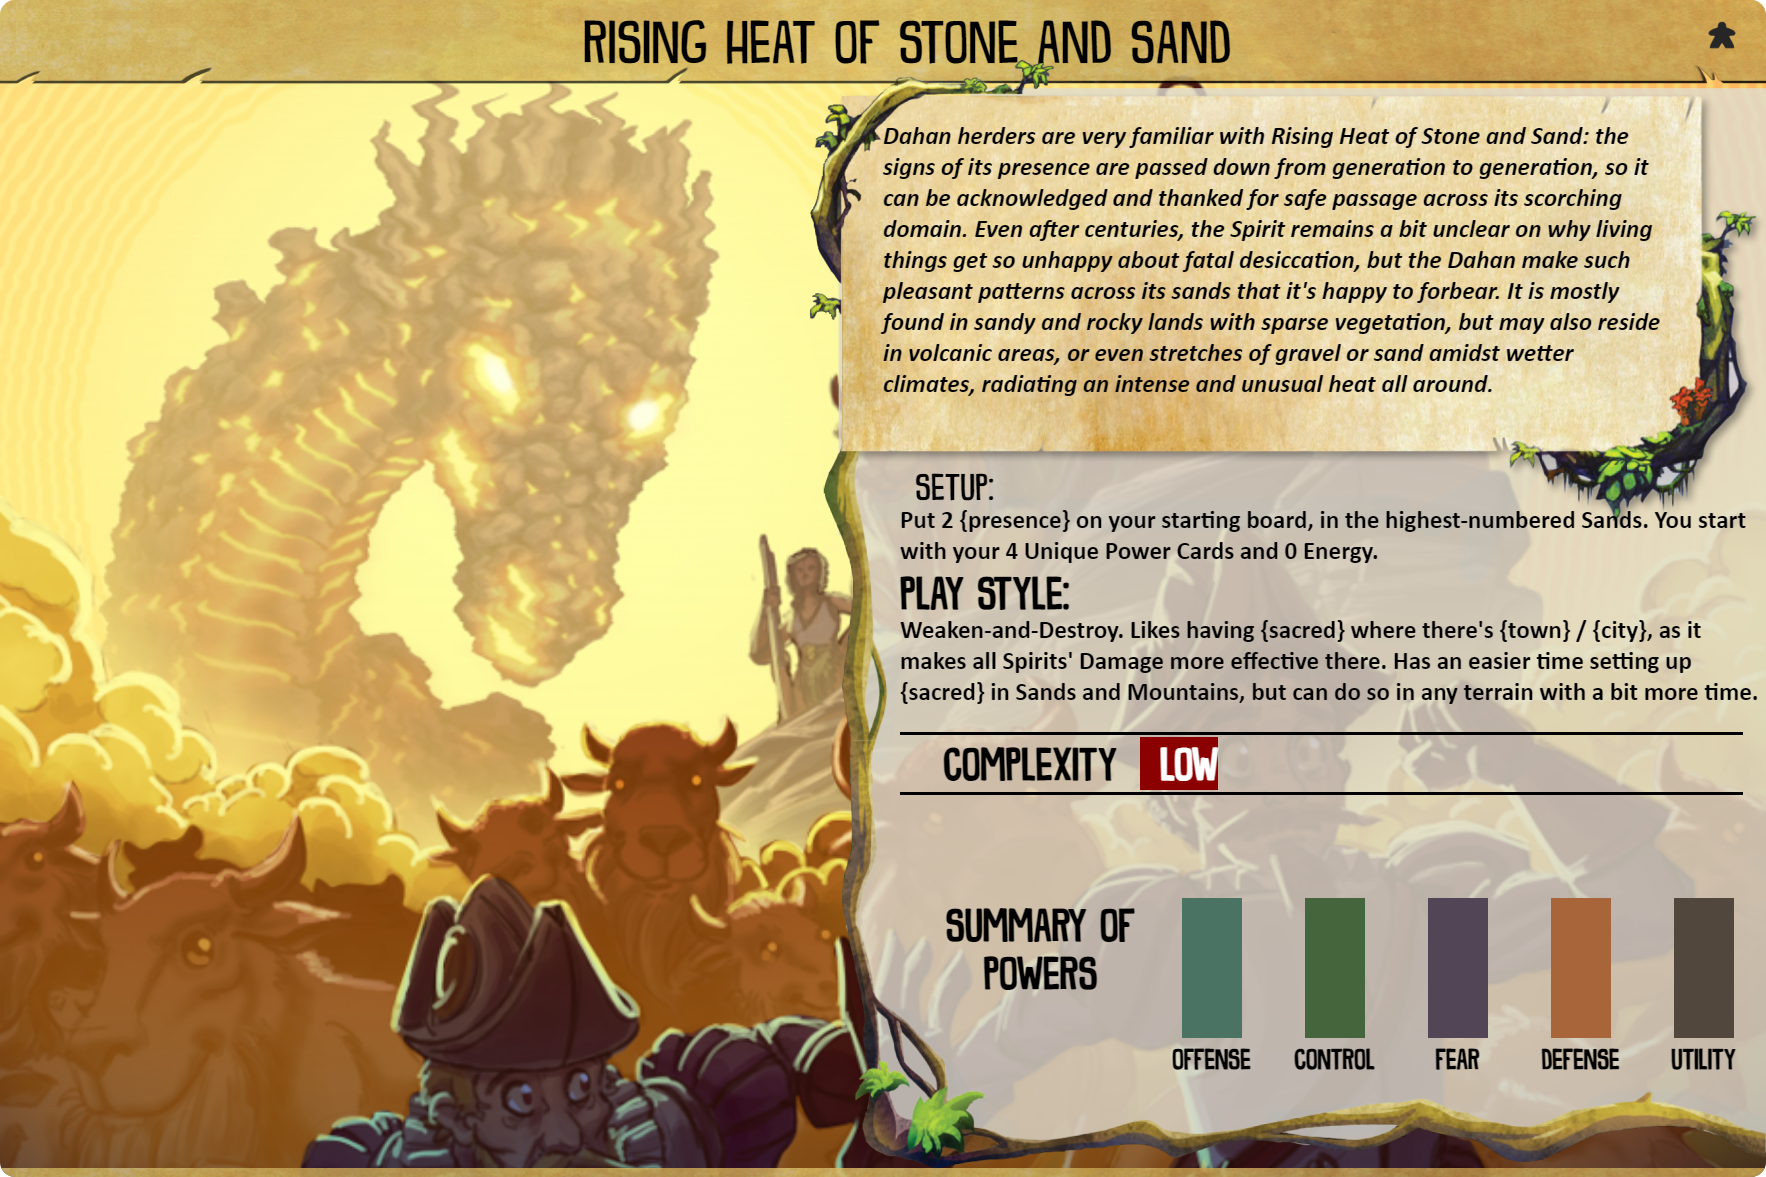 RISING HEAT OF STONE AND SAND
Dahan herders are very familiar with Rising Heat of Stone and Sand: the
signs of its presence are passed down from generation to generation, so it
can be acknowledged and thanked for safe passage across its scorching
domain. Even after centuries, the Spirit remains a bit unclear on why living
things get so unhappy about fatal desiccation, but the Dahan make such
pleasant patterns across its sands that it's happy to forbear. It is mostly
found in sandy and rocky lands with sparse vegetation, but may also reside
in volcanic areas, or even stretches of gravel or sand amidst wetter
climates, radiating an intense and unusual heat all around.
SETUP:
Put 2 {presence} on your starting board, in the highest-numbered Sands. You start
with your 4 Unique Power Cards and 0 Energy.
PLAY STYLE:
Weaken-and-Destroy. Likes having {sacred} where there's {town} / {city}, as it
makes all Spirits' Damage more effective there. Has an easier time setting up
{sacred} in Sands and Mountains, but can do so in any terrain with a bit more time.
COMPLEXITY LOW
SUMMARY OF
POWERS
OFFENSE CONTROL FEAR DEFENSE UTILITY